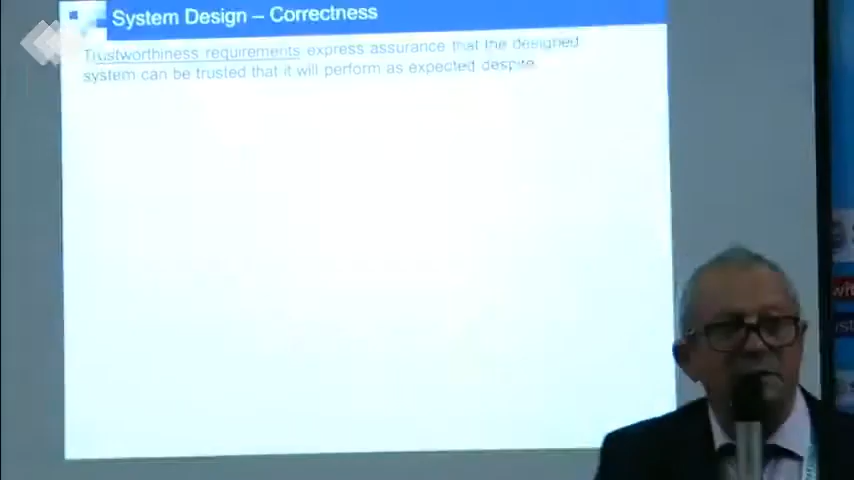 System Design – Correctness
Trustworthiness requirements express assurance that the designed
system can be trusted that it will perform as expected despite